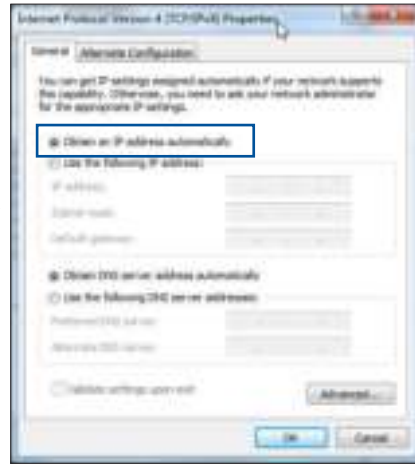 Internet Protocol Version 4 (TCP/IPv4) Properties
General
Alternate Configuration
You can get IP settings assigned automatically if your network supports
this capability. Otherwise, you need to ask your network administrator
for the appropriate IP settings.
Obtain an IP address automatically
Use the following IP address:
IP address:
Subnet mask:
Default gateway:
Obtain DNS server address automatically
Use the following DNS server addresses:
Preferred DNS server:
Alternate DNS server:
Validate settings upon exit
Advanced...
OK
Cancel